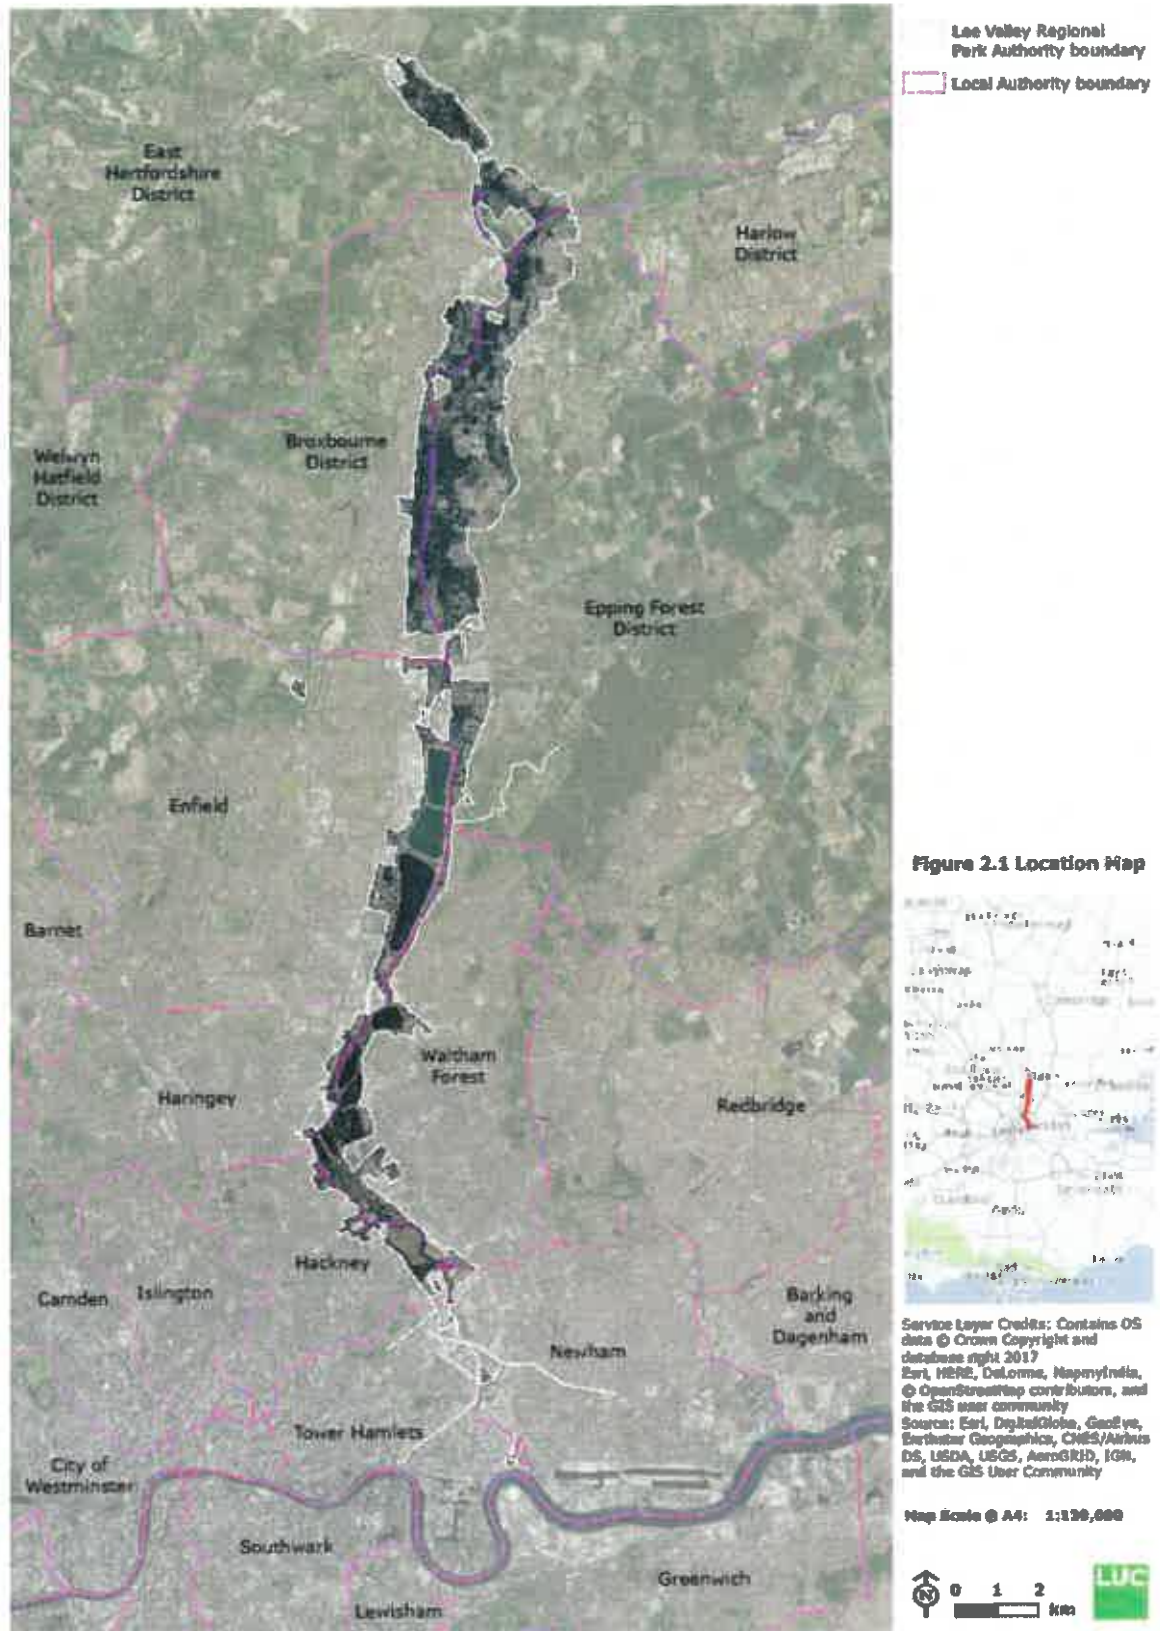 Lee Valley Regional
Park Authority boundary
Local Authority boundary
East
Hertfordshire
District
Harlow
District
Broxbourne
District
Welwyn
Hatfield
District
Epping Forest
District
Enfield
Barnet
Waltham
Forest
Haringey
Redbridge
Hackney
Camden
Islington
Barking
and
Dagenham
Newham
Tower Hamlets
City of
Westminster
Southwark
Greenwich
Lewisham
Figure 2.1 Location Map
Service Layer Credits: Contains OS
data © Crown Copyright and
database right 2017
Esri, HERE, DeLorme, MapmyIndia,
© OpenStreetMap contributors, and
the GIS user community
Source: Esri, DigitalGlobe, GeoEye,
Earthstar Geographics, CNES/Airbus
DS, USDA, USGS, AeroGRID, IGN,
and the GIS User Community
Map Scale @ A4:
N
0 1 2
km
LUC